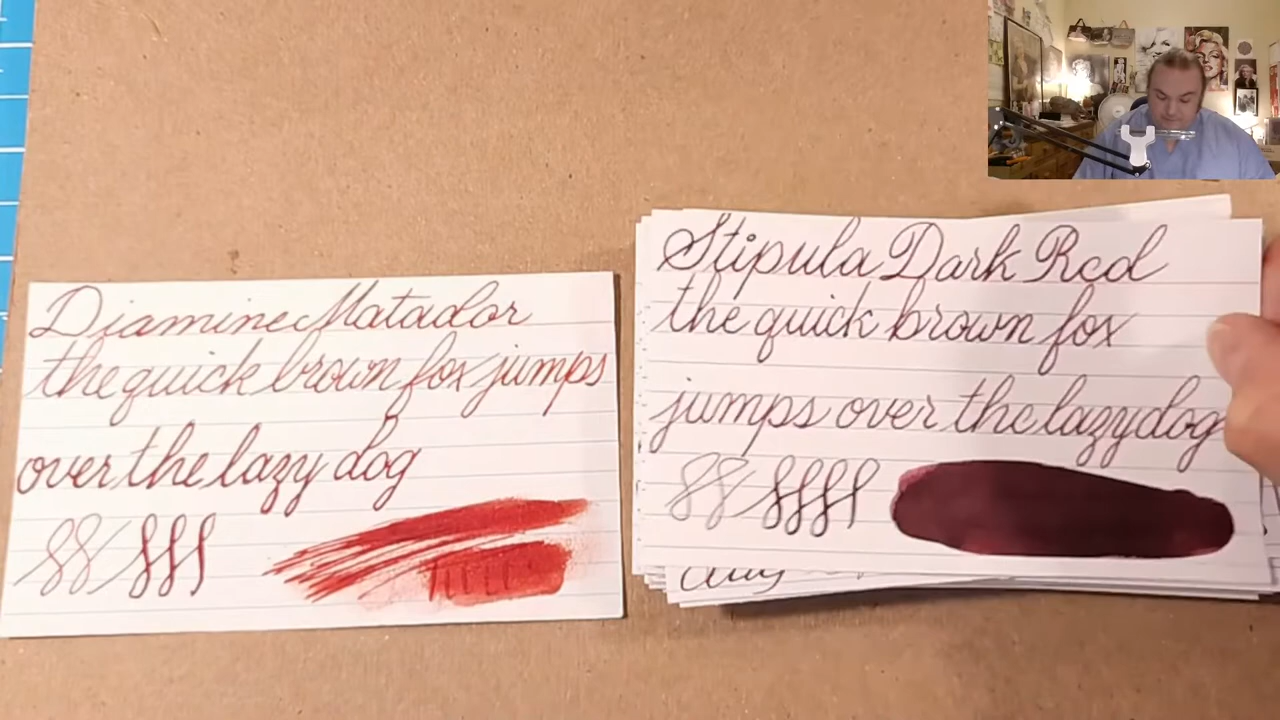 Diamine Matador
the quick brown fox jumps
over the lazy dog
Stipula Dark Red
the quick brown fox
jumps over the lazy dog